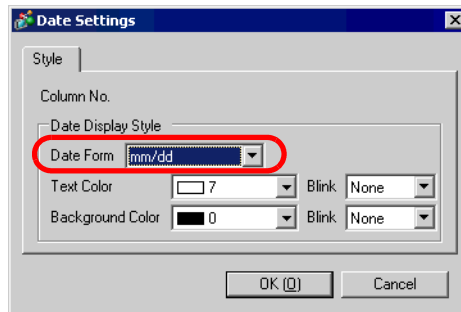 Date Settings
Style
Column No.
Date Display Style
Date Form mm/dd
Text Color 7 Blink None
Background Color 0 Blink None
OK (O) Cancel